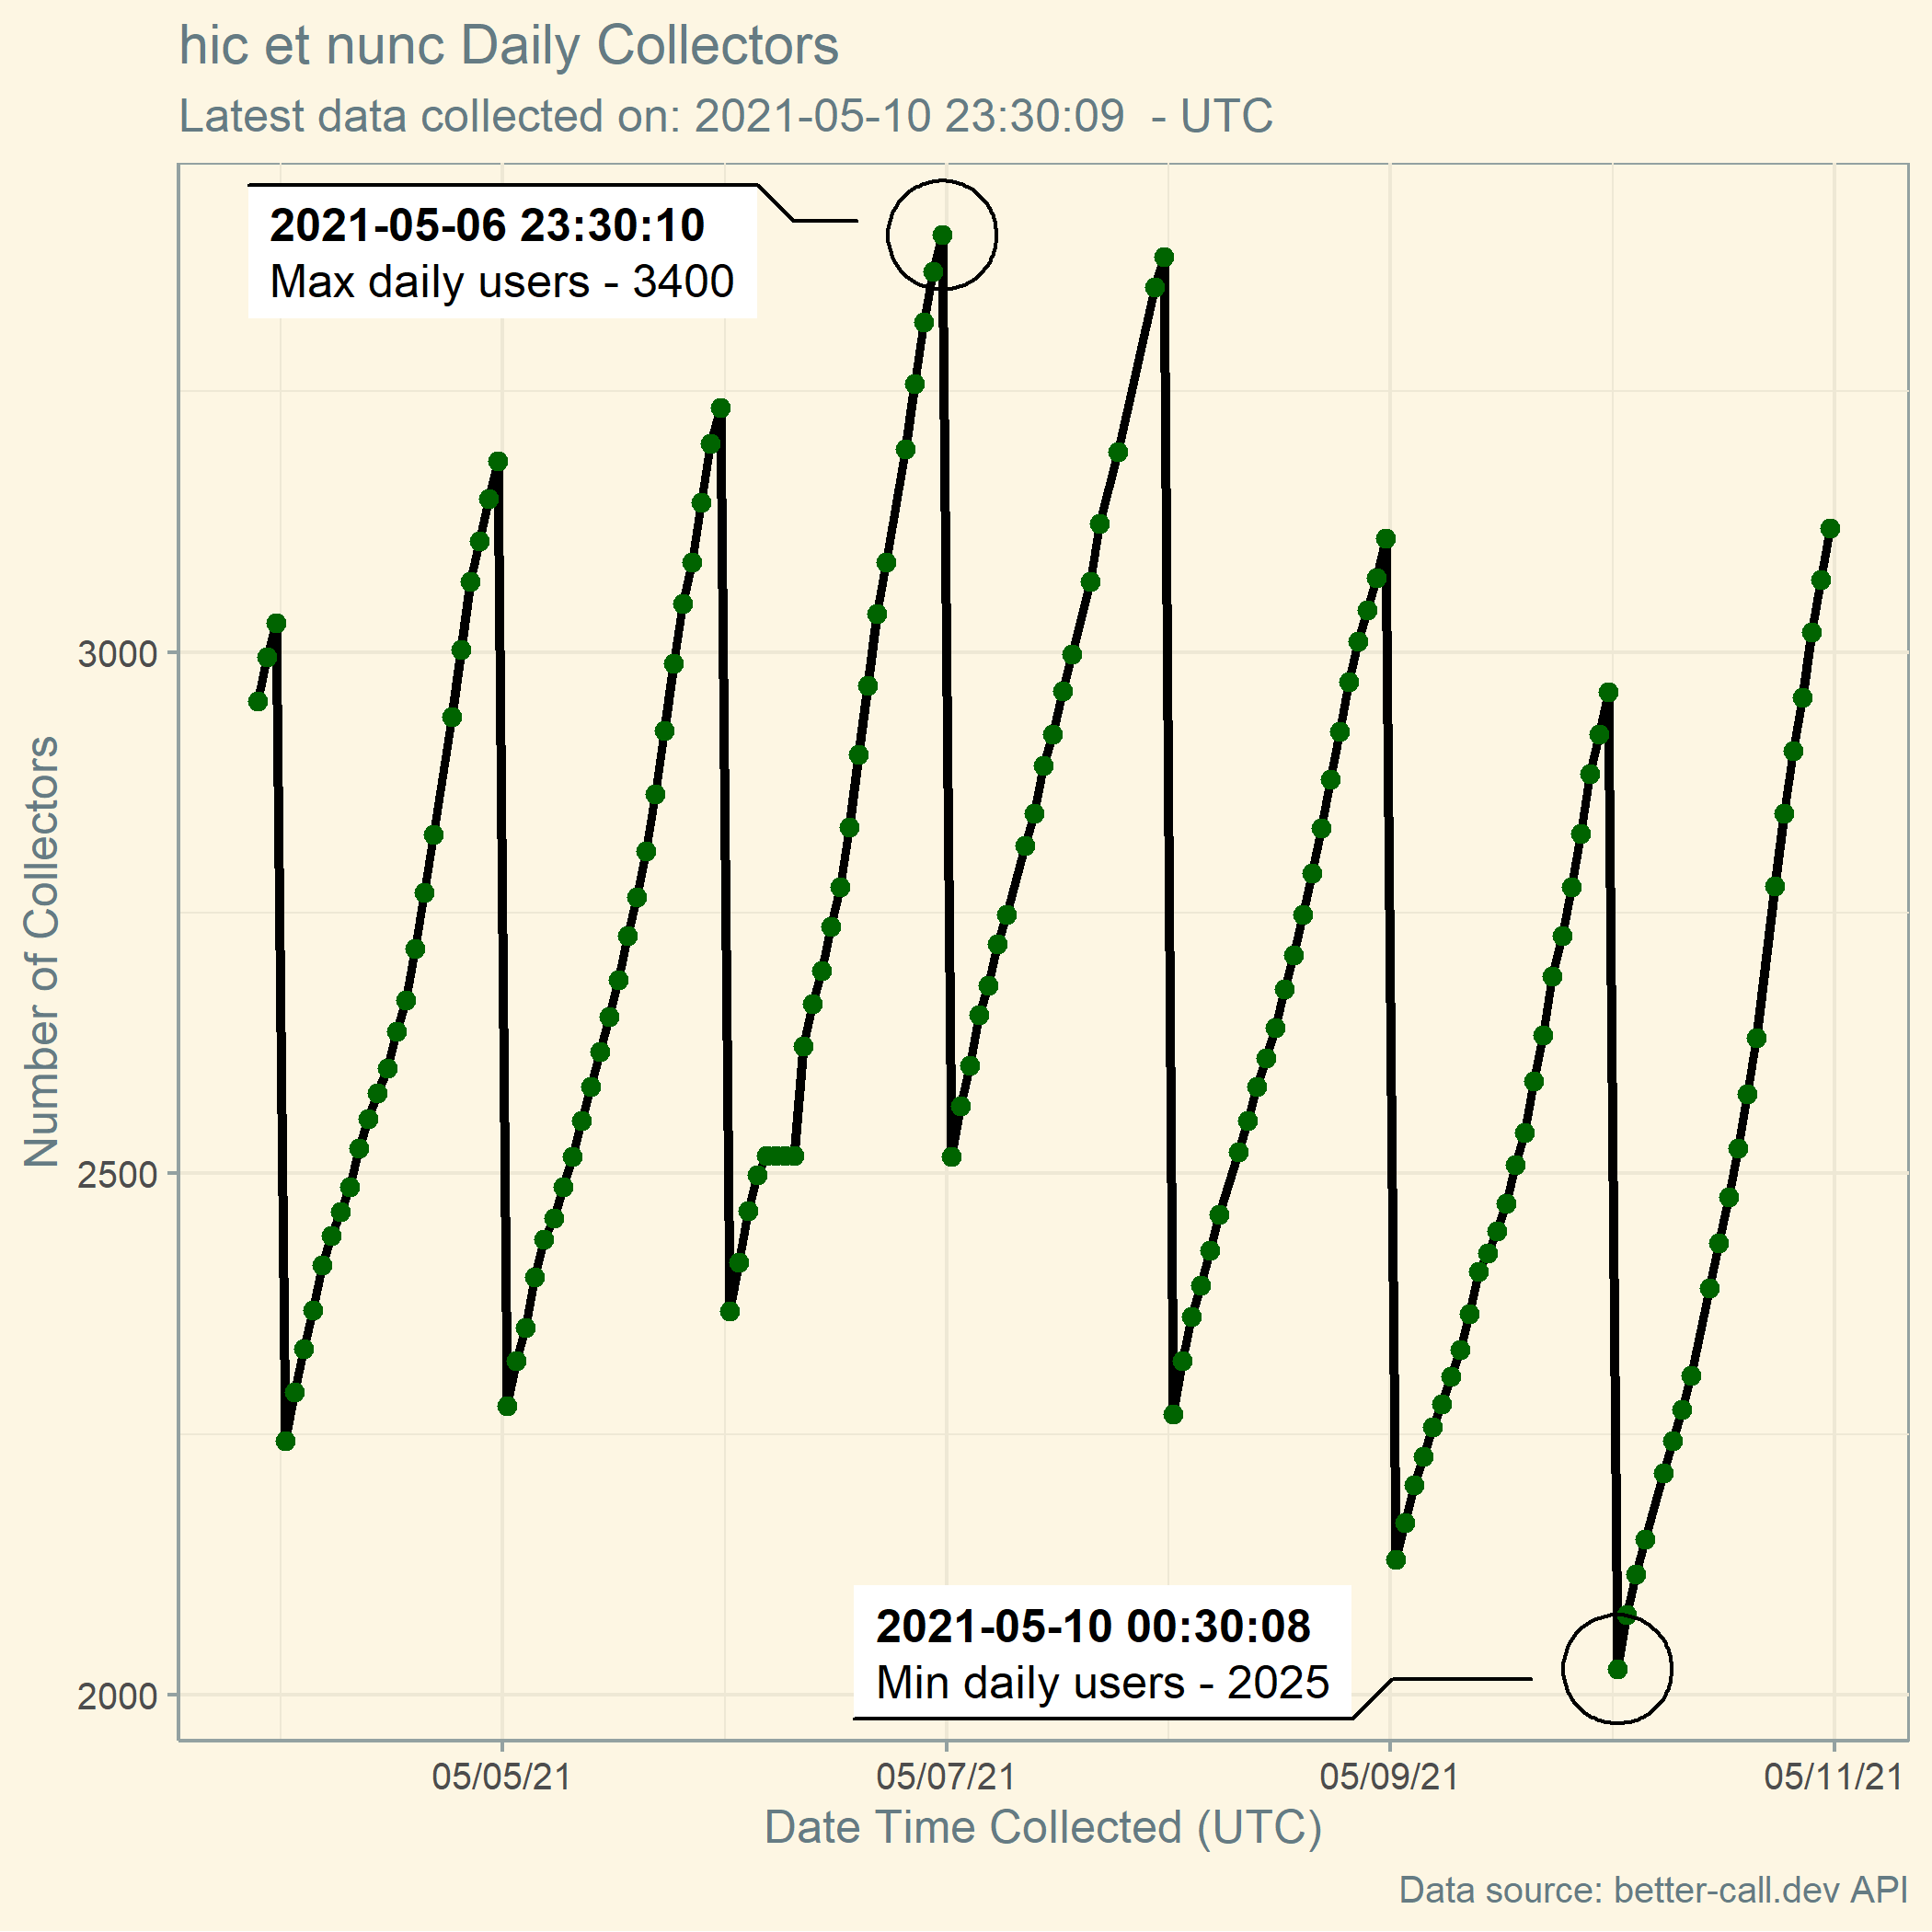 hic et nunc Daily Collectors
Latest data collected on: 2021-05-10 23:30:09  - UTC
2021-05-06 23:30:10
Max daily users - 3400
Number of Collectors
3000
2500
2000
2021-05-10 00:30:08
Min daily users - 2025
05/05/21 05/07/21 05/09/21 05/11/21
Date Time Collected (UTC)
Data source: better-call.dev API